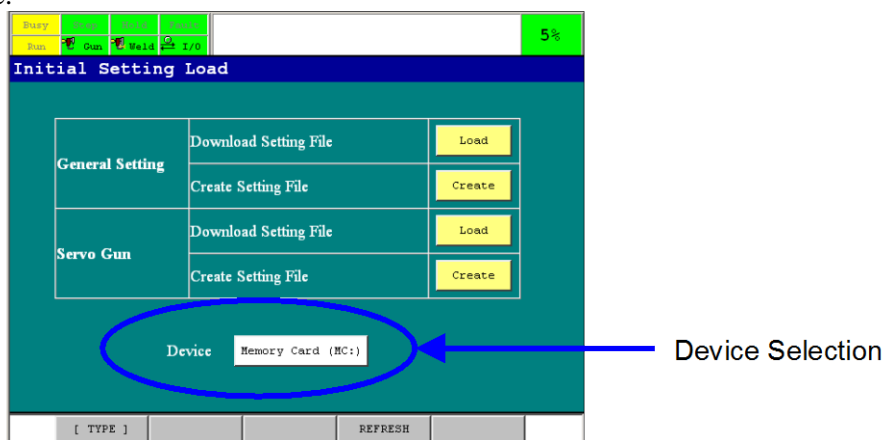 Busy Step Hold Fault
Run Gun Weld I/O
5%
Initial Setting Load
General Setting
Download Setting File Load
Create Setting File Create
Servo Gun
Download Setting File Load
Create Setting File Create
Device Memory Card (MC:)
Device Selection
[ TYPE ] REFRESH